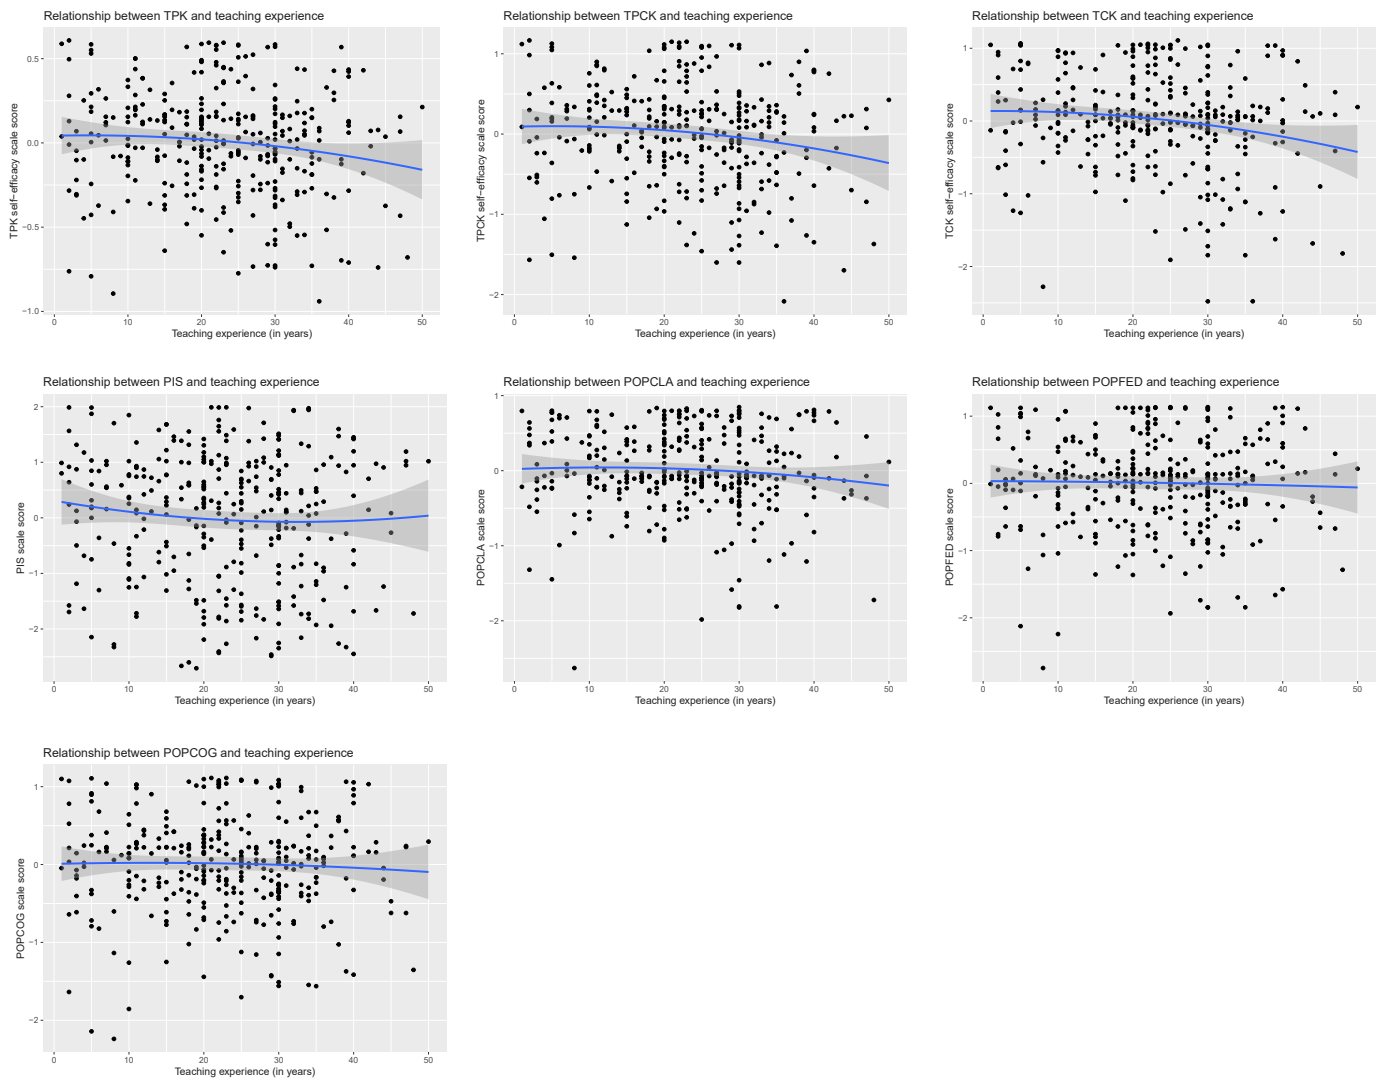 Relationship between TPK and teaching experience
TPK self−efficacy scale score
0.5
0.0
−0.5
−1.0
0 10 20 30 40 50
Teaching experience (in years)
Relationship between TPCK and teaching experience
TPCK self−efficacy scale score
1
0
−1
−2
0 10 20 30 40 50
Teaching experience (in years)
Relationship between TCK and teaching experience
TCK self−efficacy scale score
1
0
−1
−2
0 10 20 30 40 50
Teaching experience (in years)
Relationship between PIS and teaching experience
PIS scale score
2
1
0
−1
−2
0 10 20 30 40 50
Teaching experience (in years)
Relationship between POPCLA and teaching experience
POPCLA scale score
1
0
−1
−2
0 10 20 30 40 50
Teaching experience (in years)
Relationship between POPFED and teaching experience
POPFED scale score
1
0
−1
−2
0 10 20 30 40 50
Teaching experience (in years)
Relationship between POPCOG and teaching experience
POPCOG scale score
1
0
−1
−2
0 10 20 30 40 50
Teaching experience (in years)